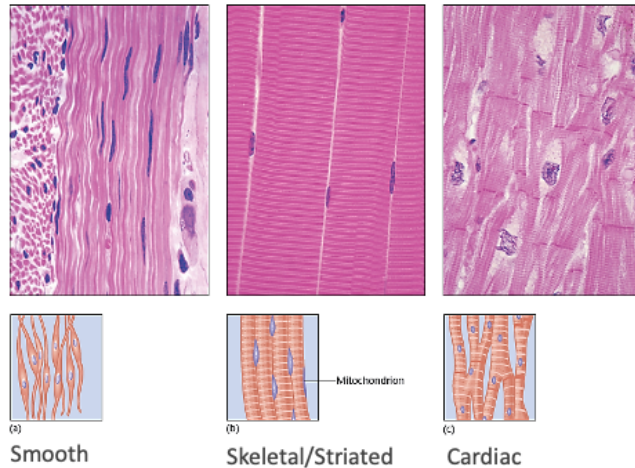 Mitochondrion
(a)
(b)
(c)
Smooth
Skeletal/Striated
Cardiac